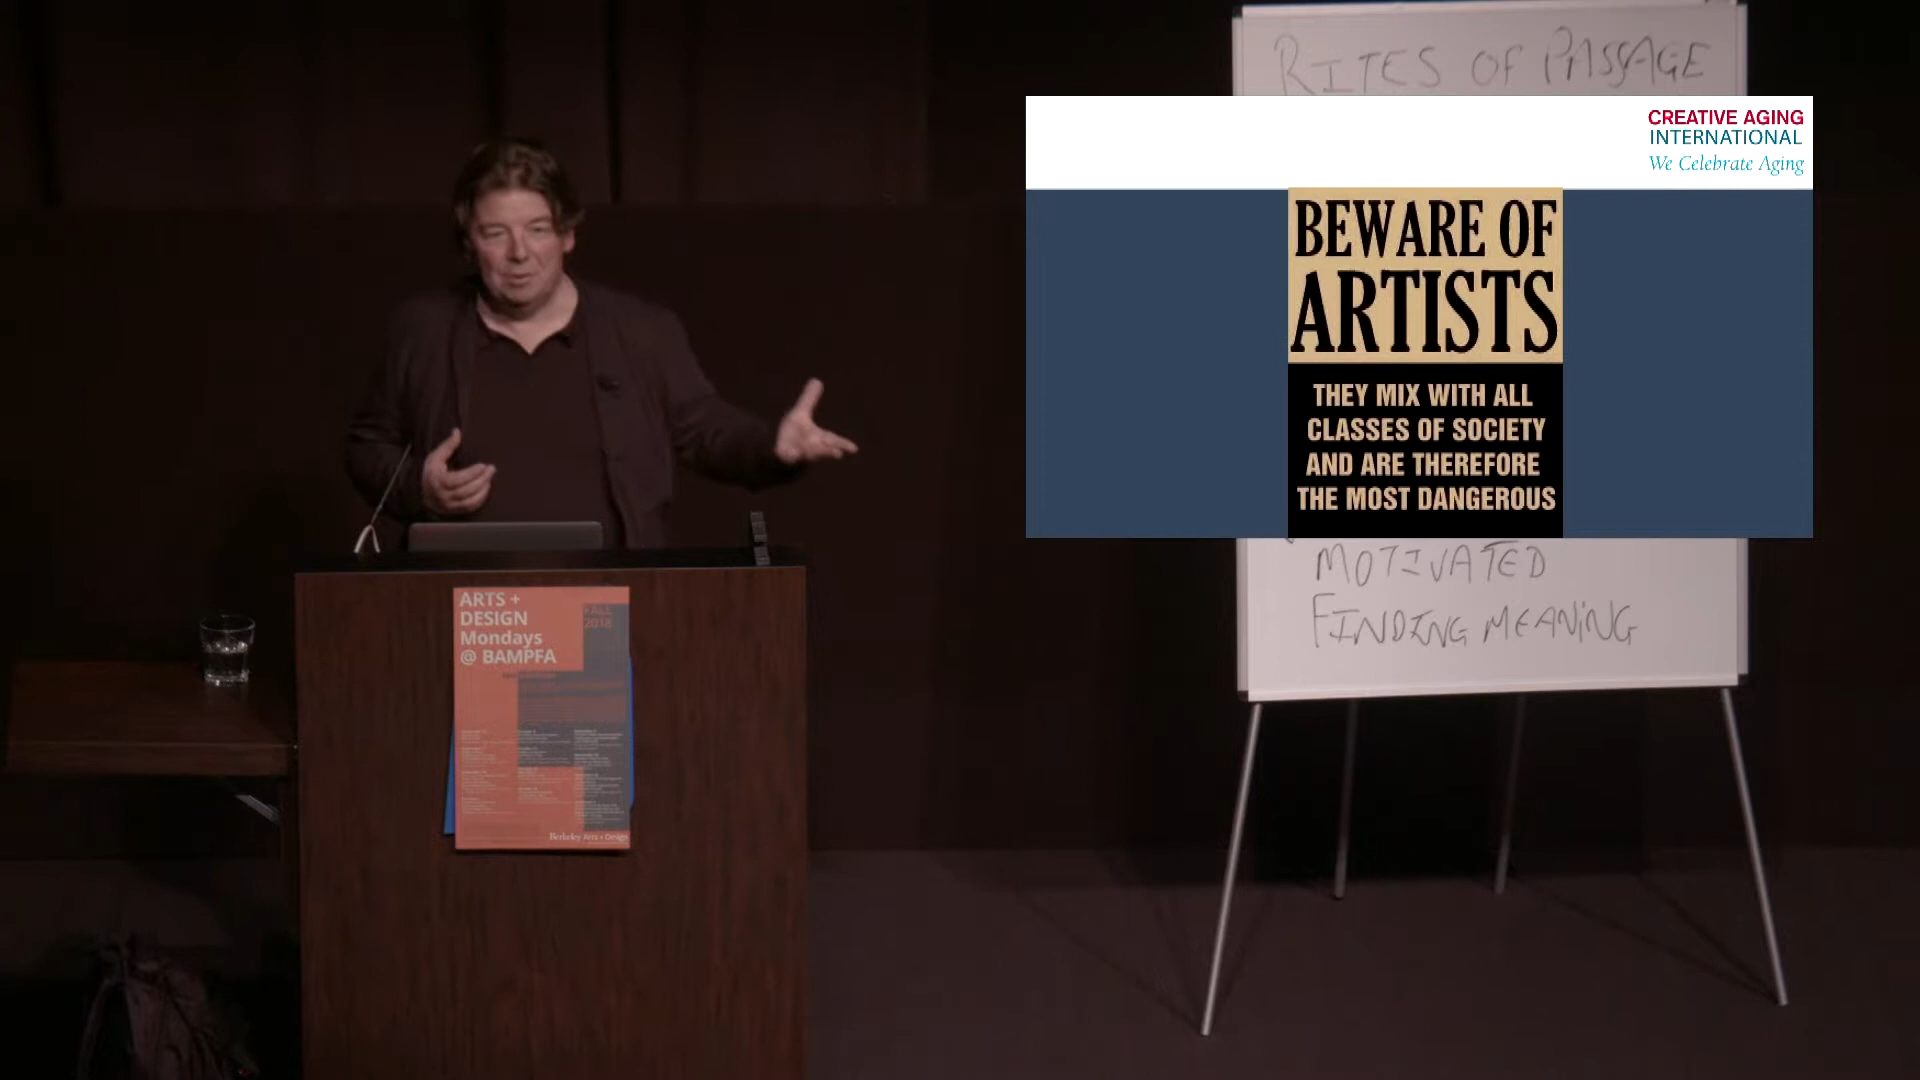 RITES OF PASSAGE
CREATIVE AGING
INTERNATIONAL
We Celebrate Aging
BEWARE OF
ARTISTS
THEY MIX WITH ALL
CLASSES OF SOCIETY
AND ARE THEREFORE
THE MOST DANGEROUS
MOTIVATED
FINDING MEANING
ARTS +
DESIGN
Mondays
@ BAMPFA
FALL
2018
Berkeley Arts + Design